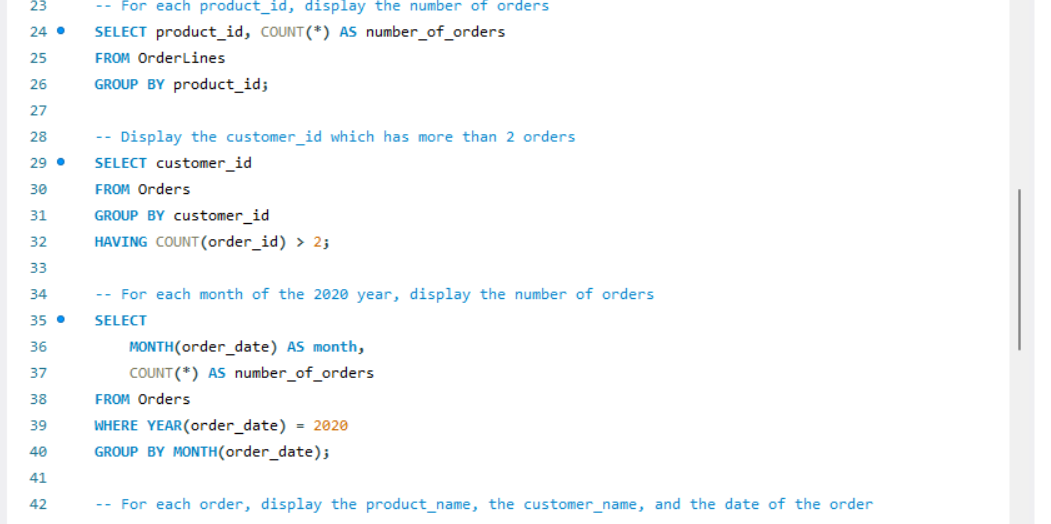 23 -- For each product_id, display the number of orders
24 SELECT product_id, COUNT(*) AS number_of_orders
25 FROM OrderLines
26 GROUP BY product_id;
27
28 -- Display the customer_id which has more than 2 orders
29 SELECT customer_id
30 FROM Orders
31 GROUP BY customer_id
32 HAVING COUNT(order_id) > 2;
33
34 -- For each month of the 2020 year, display the number of orders
35 SELECT
36 MONTH(order_date) AS month,
37 COUNT(*) AS number_of_orders
38 FROM Orders
39 WHERE YEAR(order_date) = 2020
40 GROUP BY MONTH(order_date);
41
42 -- For each order, display the product_name, the customer_name, and the date of the order